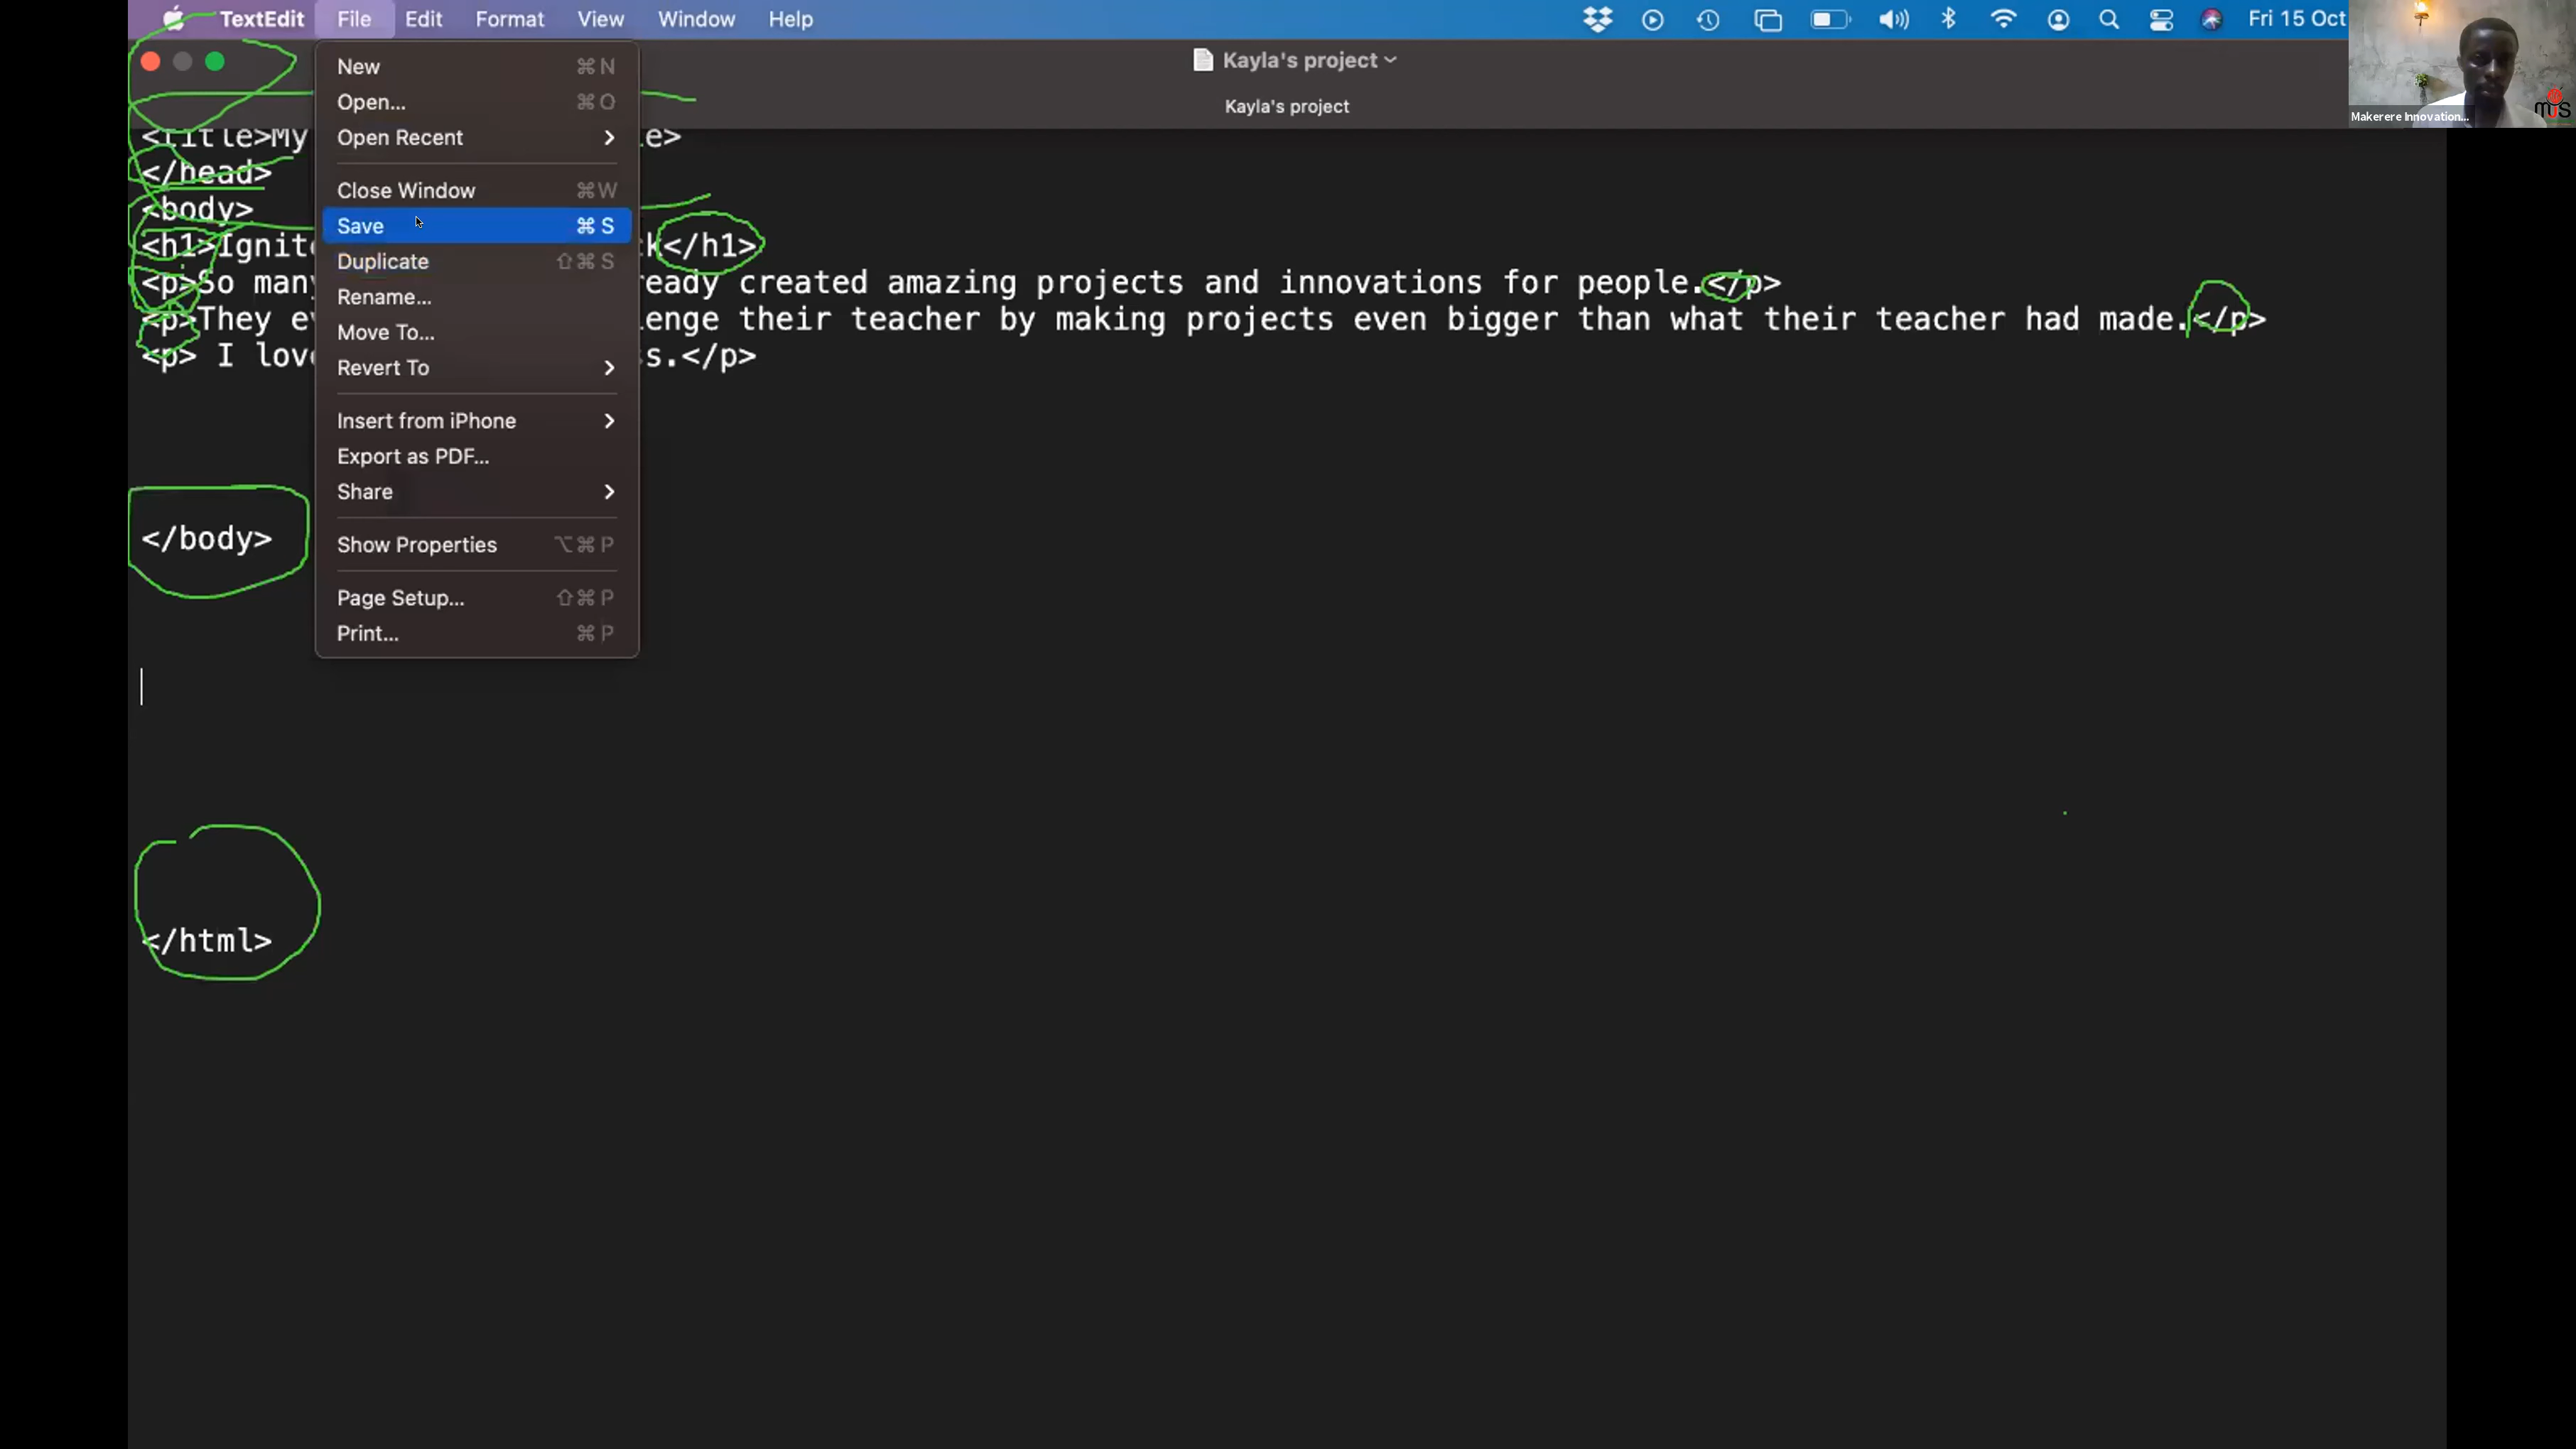 TextEdit File Edit Format View Window Help Fri 15 Oct
Kayla's project
Kayla's project
New ⌘ N
Open... ⌘ O
Open Recent
Close Window ⌘ W
Save ⌘ S
Duplicate ⇧ ⌘ S
Rename...
Move To...
Revert To
Insert from iPhone
Export as PDF...
Share
Show Properties ⌥ ⌘ P
Page Setup... ⇧ ⌘ P
Print... ⌘ P
<title>My
</head>
<body>
<h1> </h1>
<p>So many created amazing projects and innovations for people.</p>
<p>They their teacher by making projects even bigger than what their teacher had made.</p>
<p> I </p>
</body>
</html>
Makerere Innovation...